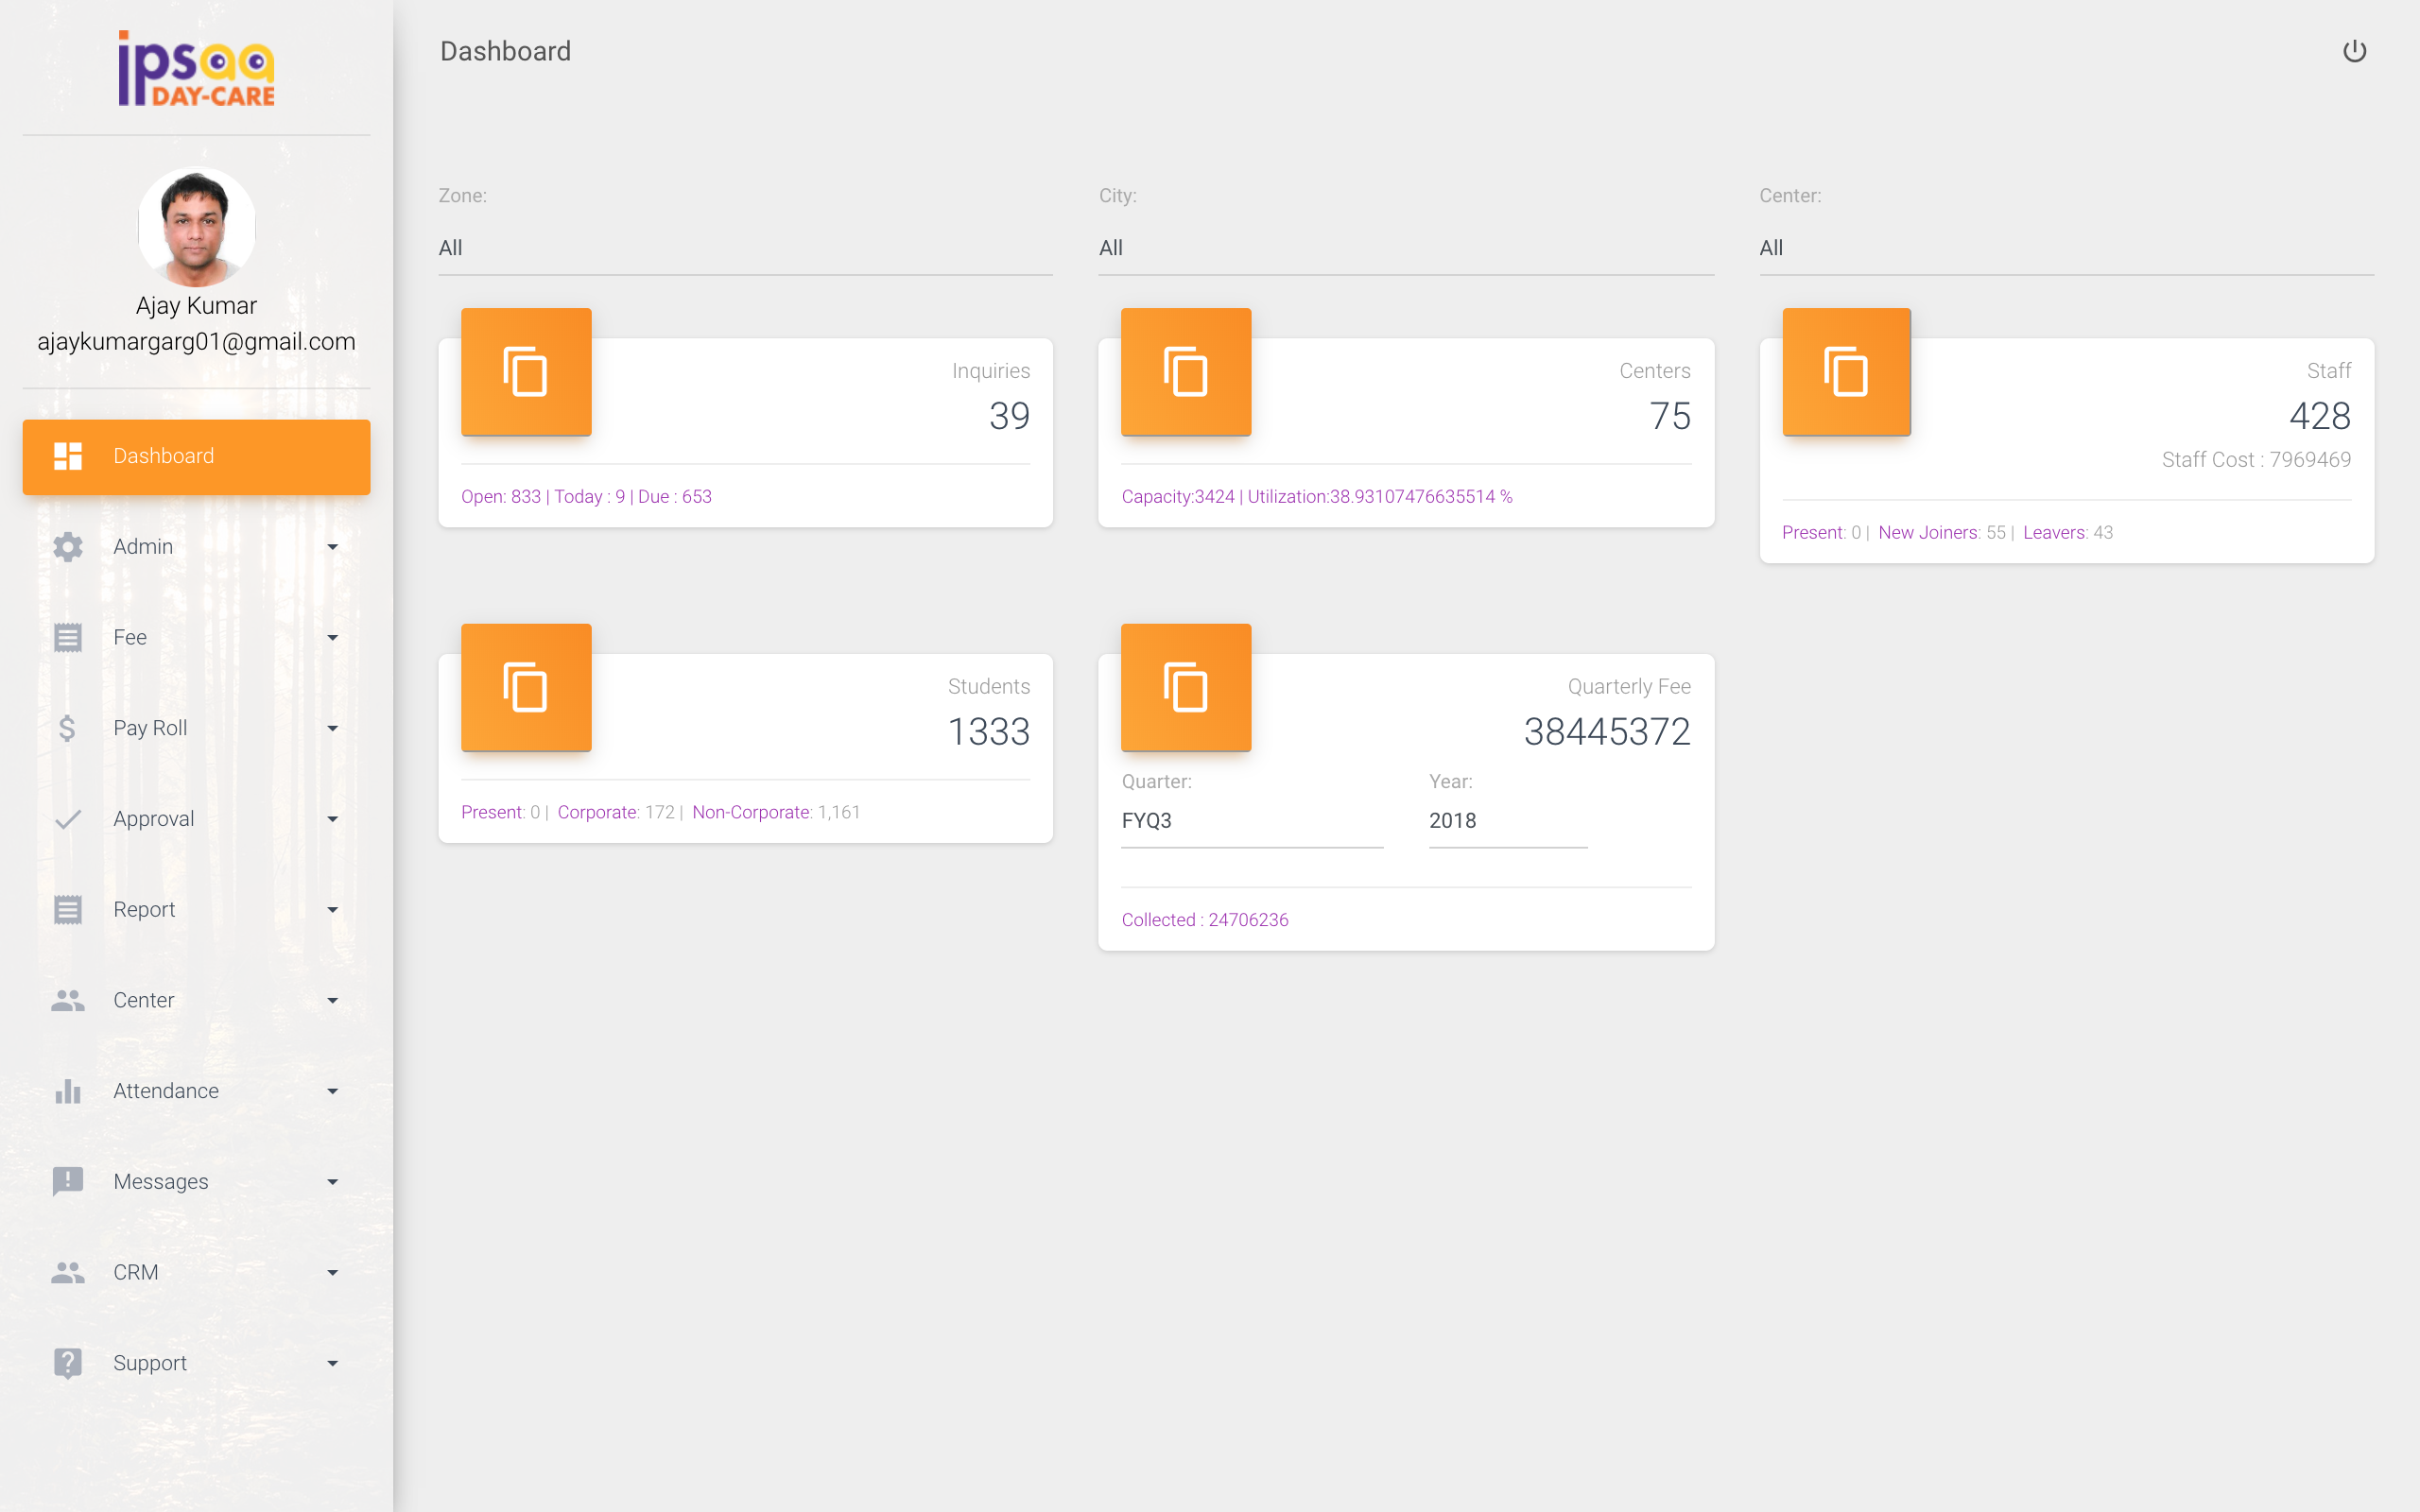 ipsaa
DAY-CARE
Ajay Kumar
ajaykumargarg01@gmail.com
Dashboard
Admin
Fee
Pay Roll
Approval
Report
Center
Attendance
Messages
CRM
Support
Dashboard
Zone:
All
City:
All
Center:
All
Inquiries
39
Open: 833 | Today : 9 | Due : 653
Centers
75
Capacity:3424 | Utilization:38.93107476635514 %
Staff
428
Staff Cost : 7969469
Present: 0 | New Joiners: 55 | Leavers: 43
Students
1333
Present: 0 | Corporate: 172 | Non-Corporate: 1,161
Quarterly Fee
38445372
Quarter:
FYQ3
Year:
2018
Collected : 24706236